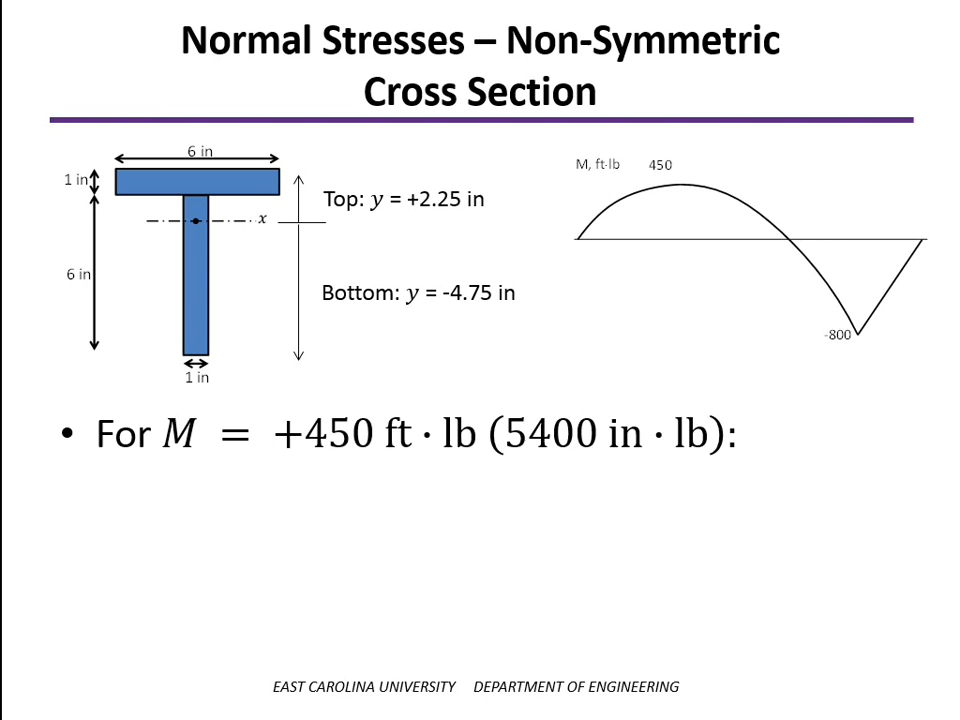 Normal Stresses – Non-Symmetric
Cross Section
6 in
1 in
6 in
1 in
x
Top: y = +2.25 in
Bottom: y = -4.75 in
M, ft·lb 450
-800
• For M = +450 ft · lb (5400 in · lb):
EAST CAROLINA UNIVERSITY DEPARTMENT OF ENGINEERING